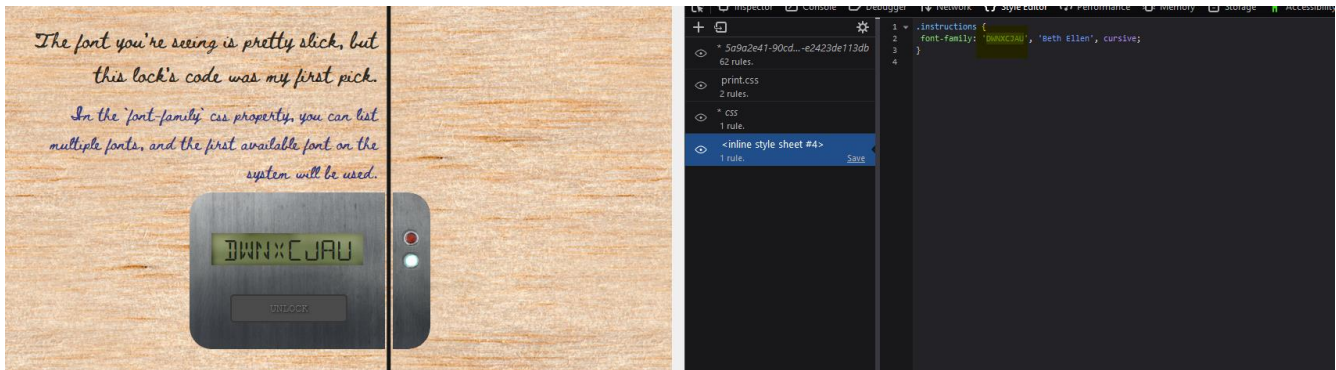 The font you're seeing is pretty slick, but
this lock's code was my first pick.
In the `font-family` css property, you can list
multiple fonts, and the first available font on the
system will be used.
DWNXCJAU
UNLOCK
Inspector Console Debugger Network Style Editor Performance Memory Storage Accessibility
* 5a9a2e41-90cd...-e2423de113db
62 rules.
print.css
2 rules.
* css
1 rule.
<inline style sheet #4>
1 rule. Save
1 .instructions {
2 font-family: 'DWNXCJAU', 'Beth Ellen', cursive;
3 }
4